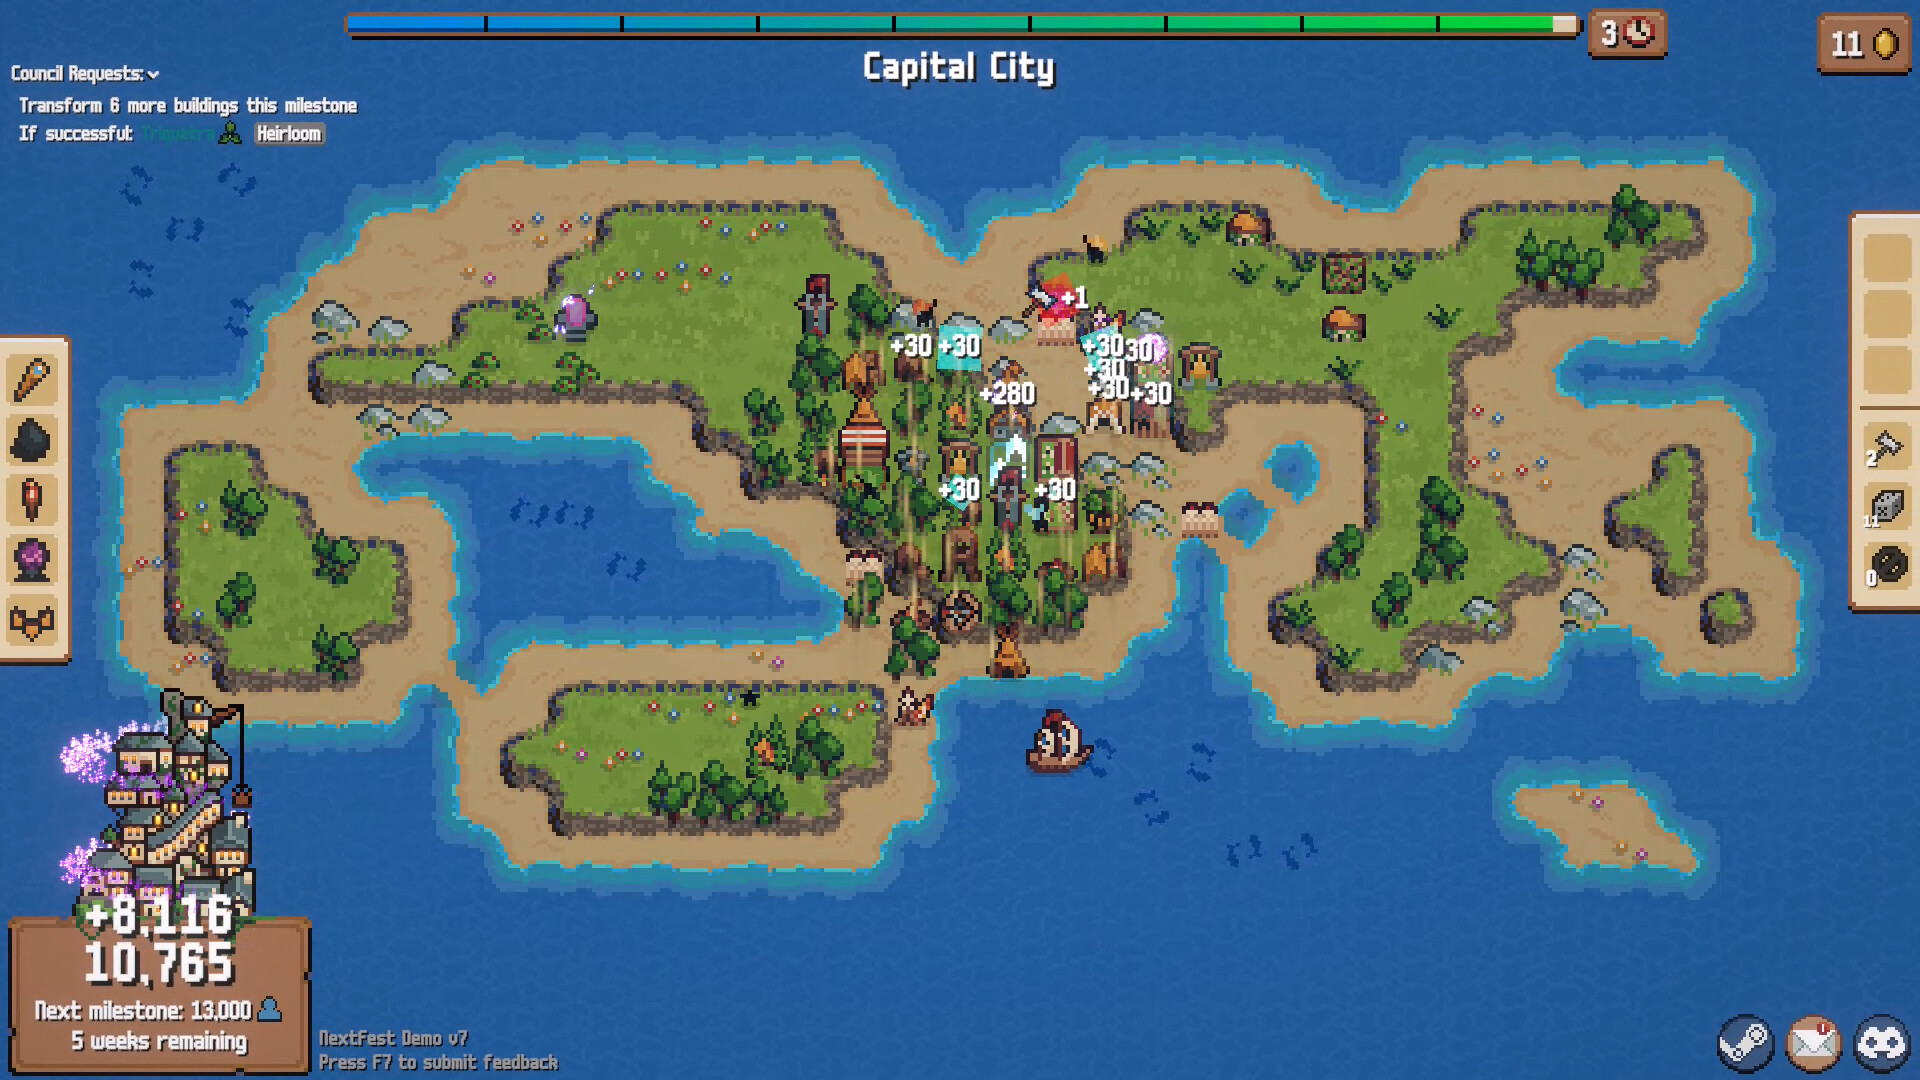 3
11
Capital City
Council Requests:
Transform 6 more buildings this milestone
If successful: Triquetra Heirloom
+1
+30 +30 +30 30
+30
+280 +30 +30
+30 +30
2
11
0
+8,116
10,765
Next milestone: 13,000
5 weeks remaining
NextFest Demo v7
Press F7 to submit feedback